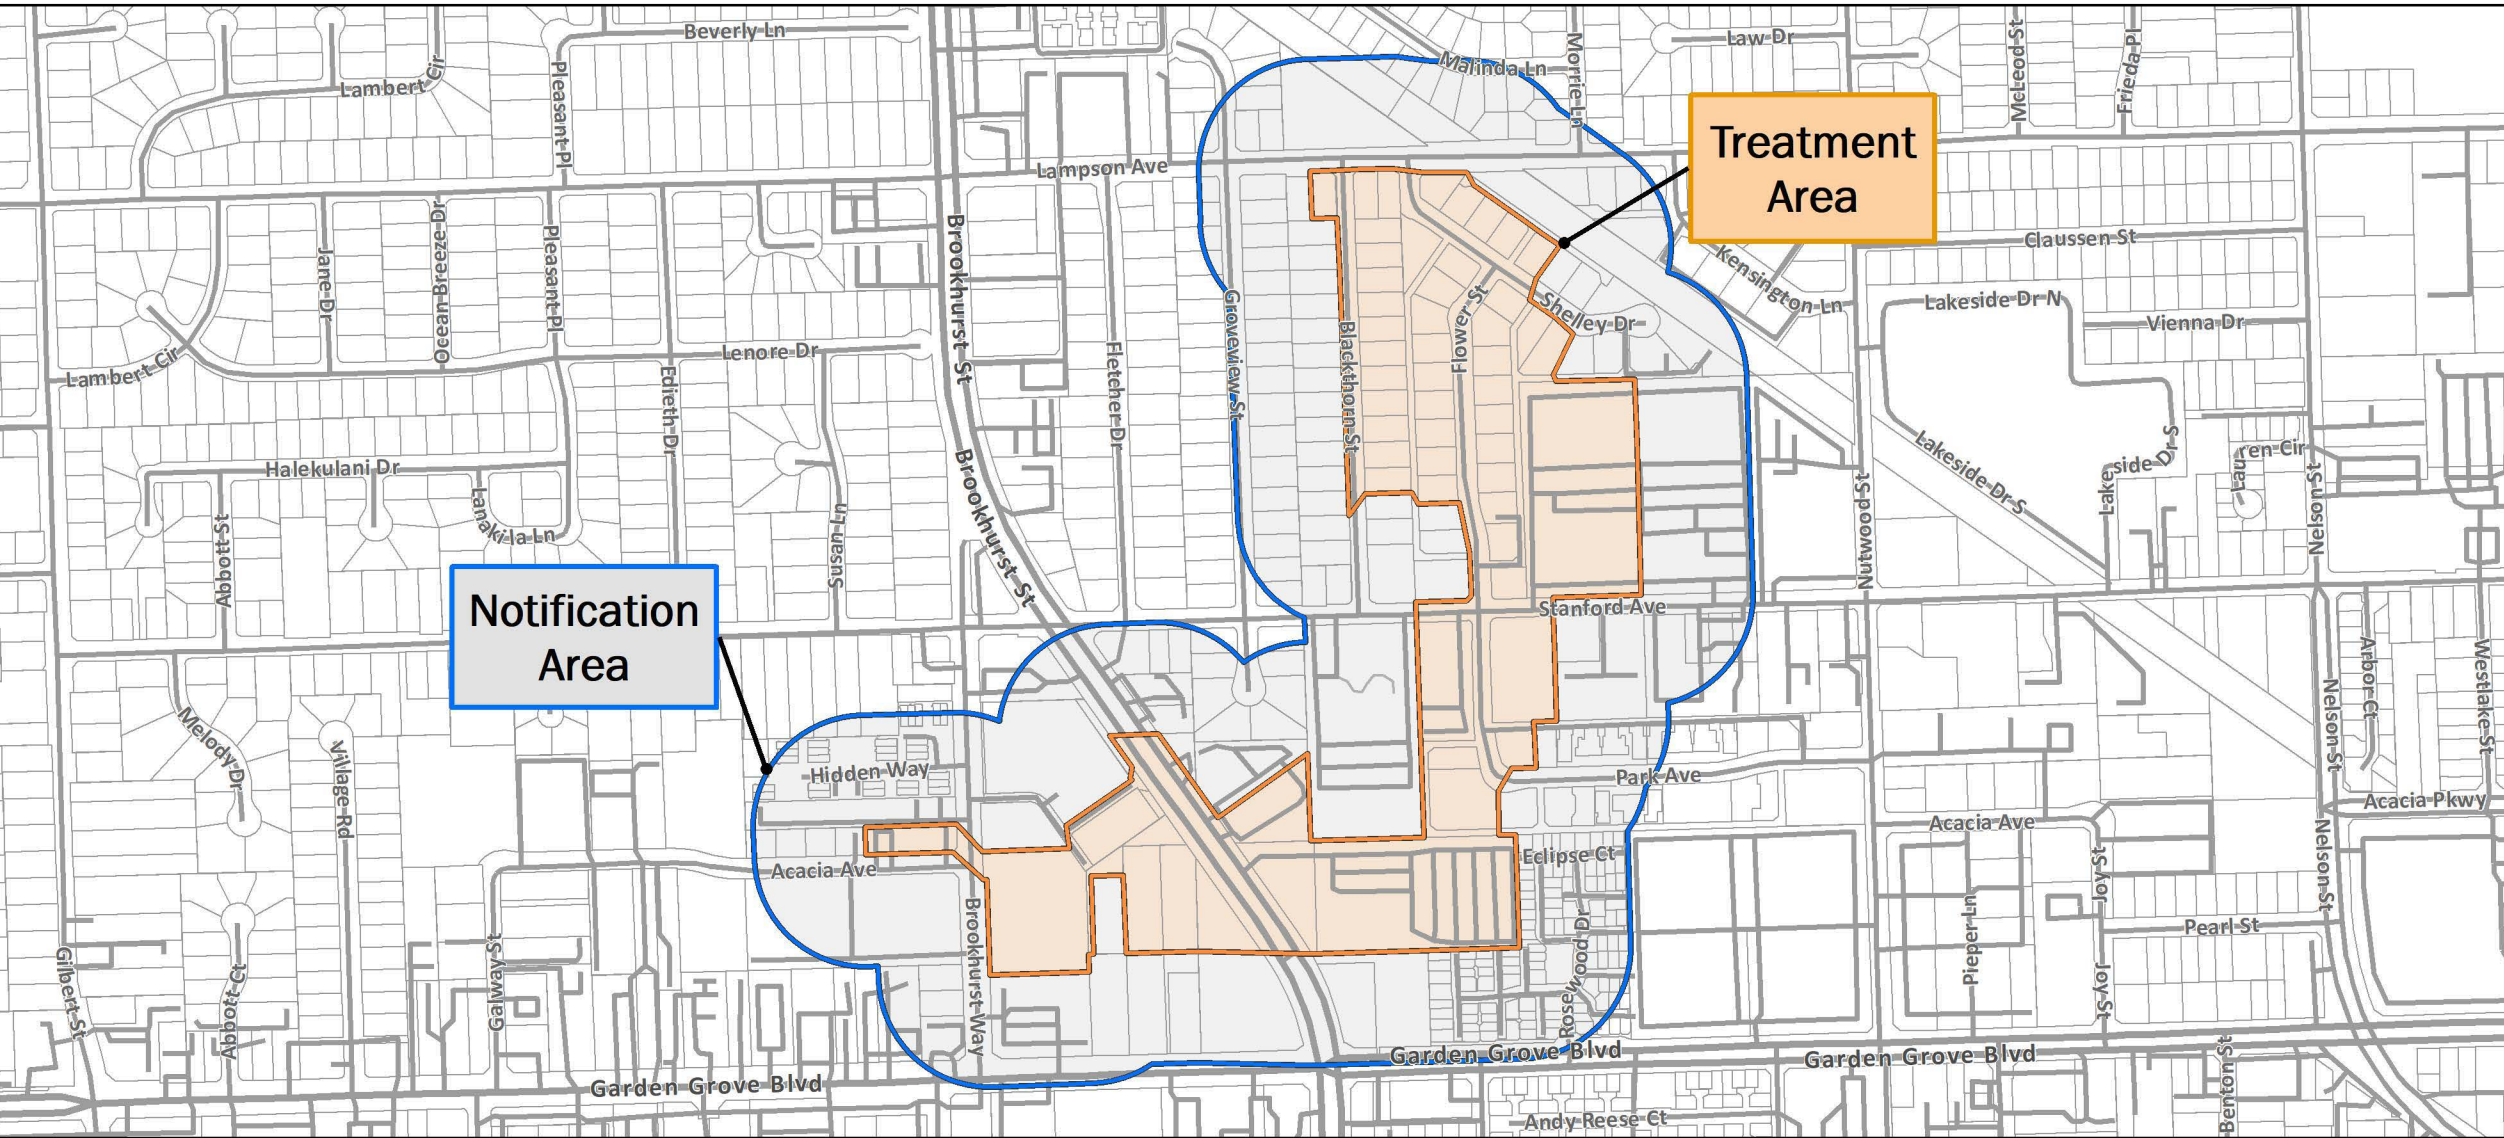 Beverly Ln
Lambert Cir
Pleasant Pl
Malinda Ln
Morrie Ln
Law Dr
McLeod St
Frieda Pl
Treatment
Area
Lampson Ave
Jane Dr
Ocean Breeze Dr
Pleasant Pl
Brookhurst St
Claussen St
Kensington Ln
Lakeside Dr N
Vienna Dr
Shelley Dr
Flower St
Groveview St
Blackthorn St
Fletcher Dr
Lambert Cir
Lenore Dr
Edieth Dr
Halekulani Dr
Lanakila Ln
Abbott St
Susan Ln
Brookhurst St
Lakeside Dr S
Lakeside Dr S
Lauren Cir
Nelson St
Nutwood St
Notification
Area
Stanford Ave
Arbor Ct
Westlake St
Nelson St
Melody Dr
Village Rd
Hidden Way
Park Ave
Acacia Pkwy
Acacia Ave
Acacia Ave
Eclipse Ct
Joy St
Nelson St
Pearl St
Pieper Ln
Rosewood Dr
Brookhurst Way
Galway St
Gilbert St
Abbott Ct
Joy St
Garden Grove Blvd
Garden Grove Blvd
Garden Grove Blvd
Benton St
Andy Reese Ct